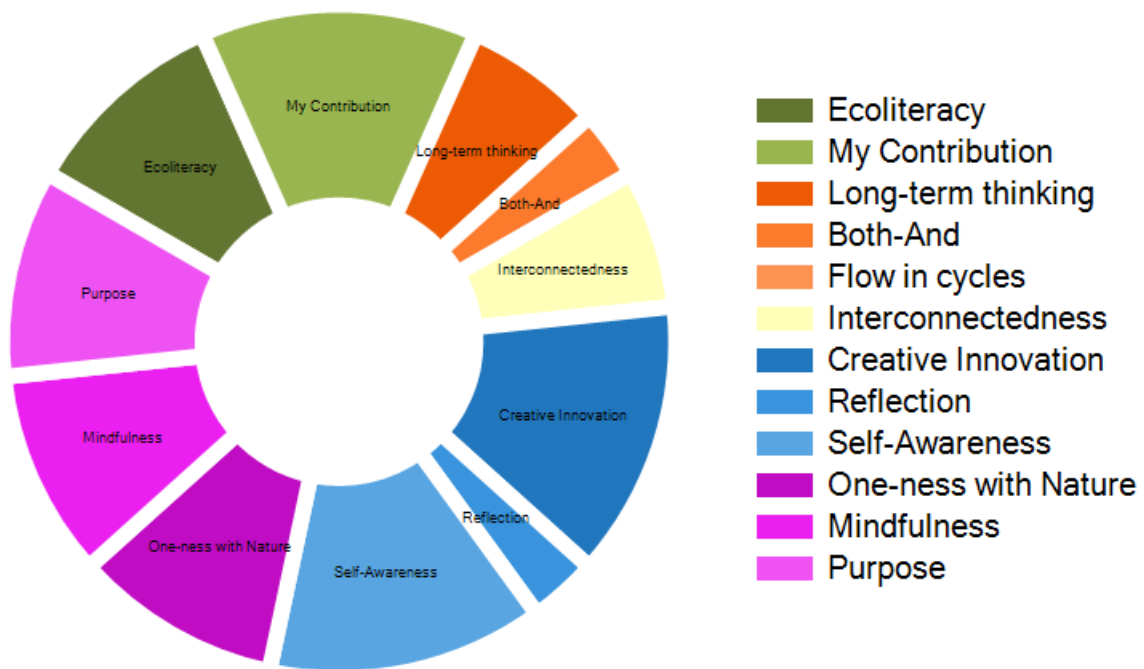 My Contribution
Long-term thinking
Ecoliteracy
Both-And
Interconnectedness
Purpose
Creative Innovation
Mindfulness
Reflection
One-ness with Nature
Self-Awareness
Ecoliteracy
My Contribution
Long-term thinking
Both-And
Flow in cycles
Interconnectedness
Creative Innovation
Reflection
Self-Awareness
One-ness with Nature
Mindfulness
Purpose